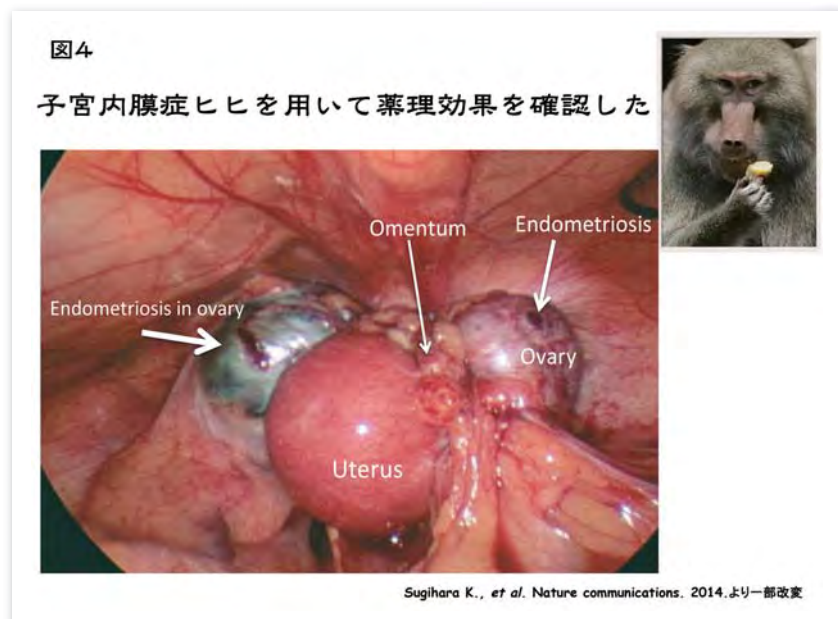 図4
子宮内膜症ヒヒを用いて薬理効果を確認した
Omentum
Endometriosis
Endometriosis in ovary
Ovary
Uterus
Sugihara K., et al. Nature communications. 2014.より一部改変